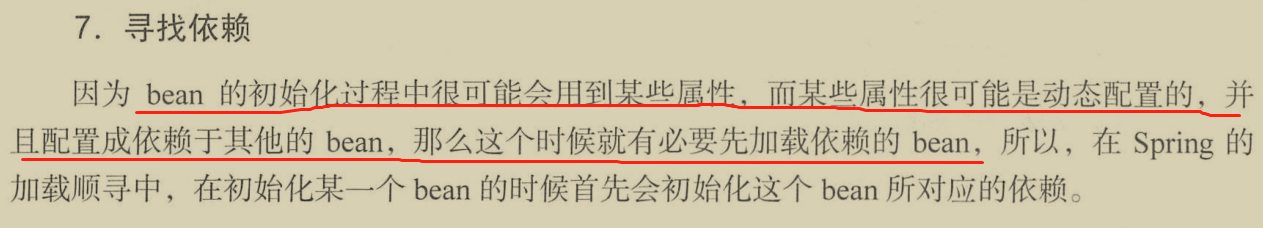 7. 寻找依赖
因为 bean 的初始化过程中很可能会用到某些属性，而某些属性很可能是动态配置的，并
且配置成依赖于其他的 bean，那么这个时候就有必要先加载依赖的 bean，所以，在 Spring 的
加载顺寻中，在初始化某一个 bean 的时候首先会初始化这个 bean 所对应的依赖。